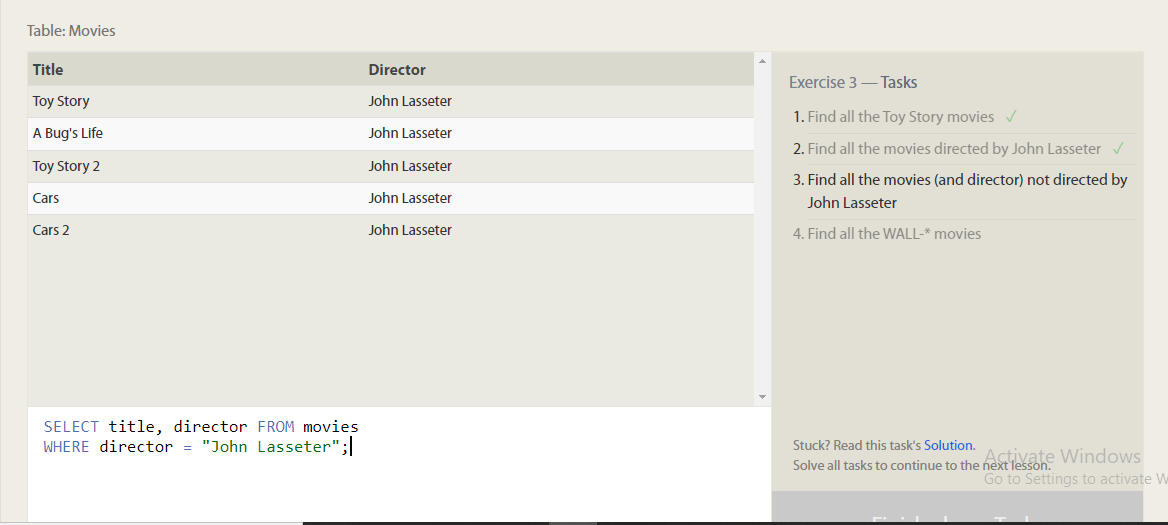 Table: Movies
Title Director
Toy Story John Lasseter
A Bug's Life John Lasseter
Toy Story 2 John Lasseter
Cars John Lasseter
Cars 2 John Lasseter
SELECT title, director FROM movies
WHERE director = "John Lasseter";
Exercise 3 — Tasks
1. Find all the Toy Story movies ✓
2. Find all the movies directed by John Lasseter ✓
3. Find all the movies (and director) not directed by
John Lasseter
4. Find all the WALL-* movies
Stuck? Read this task's Solution.
Solve all tasks to continue to the next lesson.
Activate Windows
Go to Settings to activate W